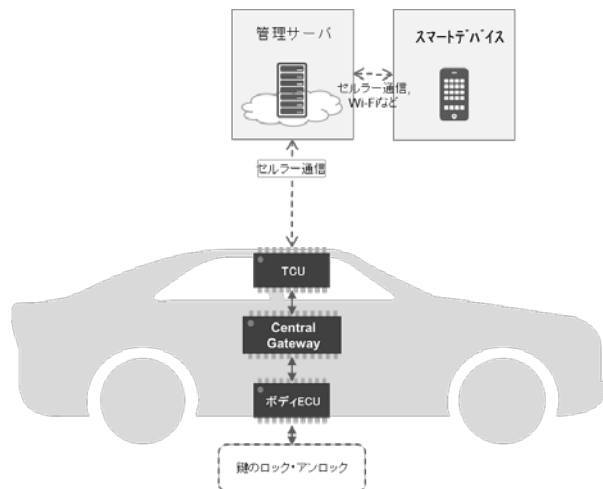 管理サーバ
スマートデバイス
セルラー通信,
Wi-Fiなど
セルラー通信
TCU
Central
Gateway
ボディECU
鍵のロック・アンロック